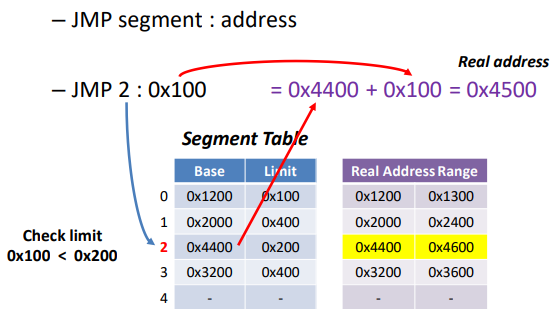 – JMP segment : address
Real address
– JMP 2 : 0x100 = 0x4400 + 0x100 = 0x4500
Segment Table
Base Limit Real Address Range
0 0x1200 0x100 0x1200 0x1300
1 0x2000 0x400 0x2000 0x2400
Check limit
2 0x4400 0x200 0x4400 0x4600
0x100 < 0x200
3 0x3200 0x400 0x3200 0x3600
4 - - - -